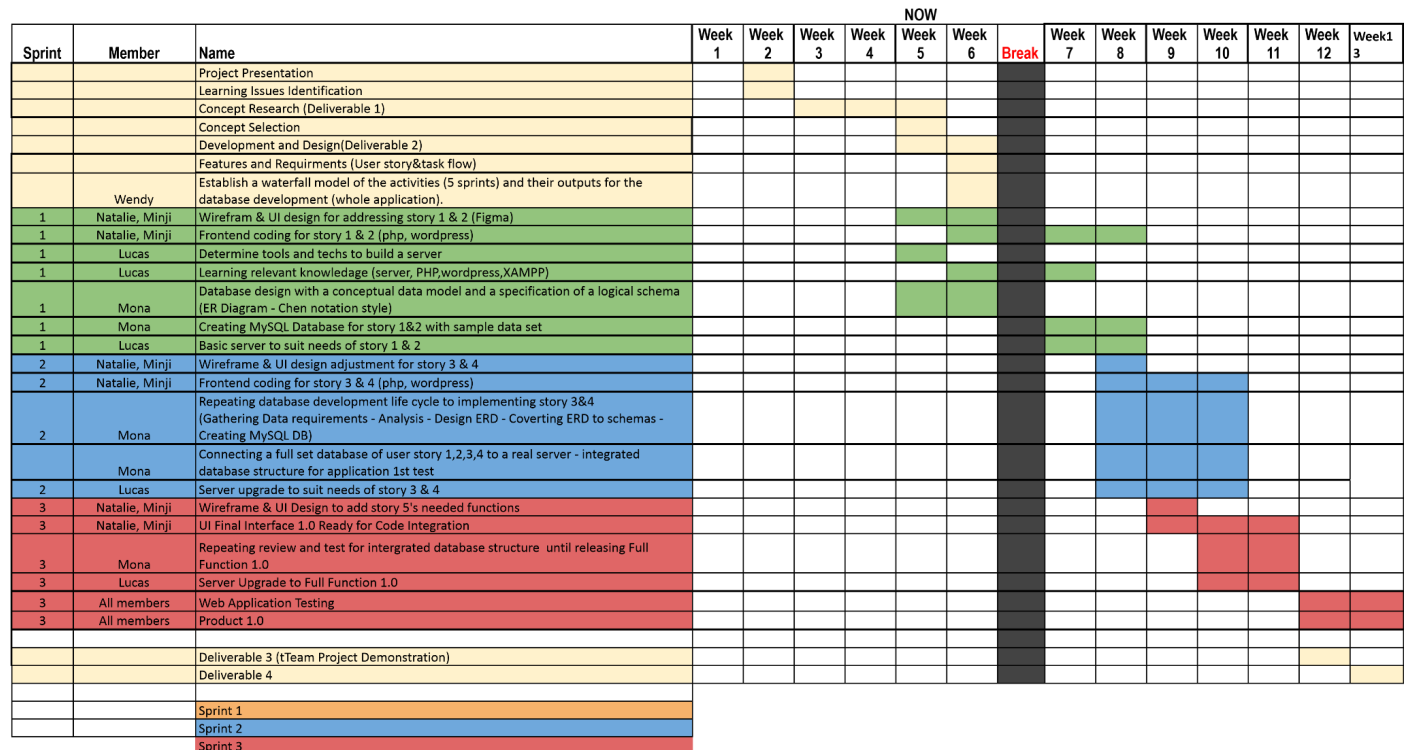 NOW
Sprint Member Name Week 1 Week 2 Week 3 Week 4 Week 5 Week 6 Break Week 7 Week 8 Week 9 Week 10 Week 11 Week 12 Week1 3
Project Presentation
Learning Issues Identification
Concept Research (Deliverable 1)
Concept Selection
Development and Design(Deliverable 2)
Features and Requirments (User story&task flow)
Wendy Establish a waterfall model of the activities (5 sprints) and their outputs for the
database development (whole application).
1 Natalie, Minji Wirefram & UI design for addressing story 1 & 2 (Figma)
1 Natalie, Minji Frontend coding for story 1 & 2 (php, wordpress)
1 Lucas Determine tools and techs to build a server
1 Lucas Learning relevant knowledage (server, PHP,wordpress,XAMPP)
1 Mona Database design with a conceptual data model and a specification of a logical schema
(ER Diagram - Chen notation style)
1 Mona Creating MySQL Database for story 1&2 with sample data set
1 Lucas Basic server to suit needs of story 1 & 2
2 Natalie, Minji Wireframe & UI design adjustment for story 3 & 4
2 Natalie, Minji Frontend coding for story 3 & 4 (php, wordpress)
2 Mona Repeating database development life cycle to implementing story 3&4
(Gathering Data requirements - Analysis - Design ERD - Coverting ERD to schemas -
Creating MySQL DB)
Mona Connecting a full set database of user story 1,2,3,4 to a real server - integrated
database structure for application 1st test
2 Lucas Server upgrade to suit needs of story 3 & 4
3 Natalie, Minji Wireframe & UI Design to add story 5's needed functions
3 Natalie, Minji UI Final Interface 1.0 Ready for Code Integration
3 Mona Repeating review and test for intergrated database structure until releasing Full
Function 1.0
3 Lucas Server Upgrade to Full Function 1.0
3 All members Web Application Testing
3 All members Product 1.0
Deliverable 3 (tTeam Project Demonstration)
Deliverable 4
Sprint 1
Sprint 2
Sprint 3